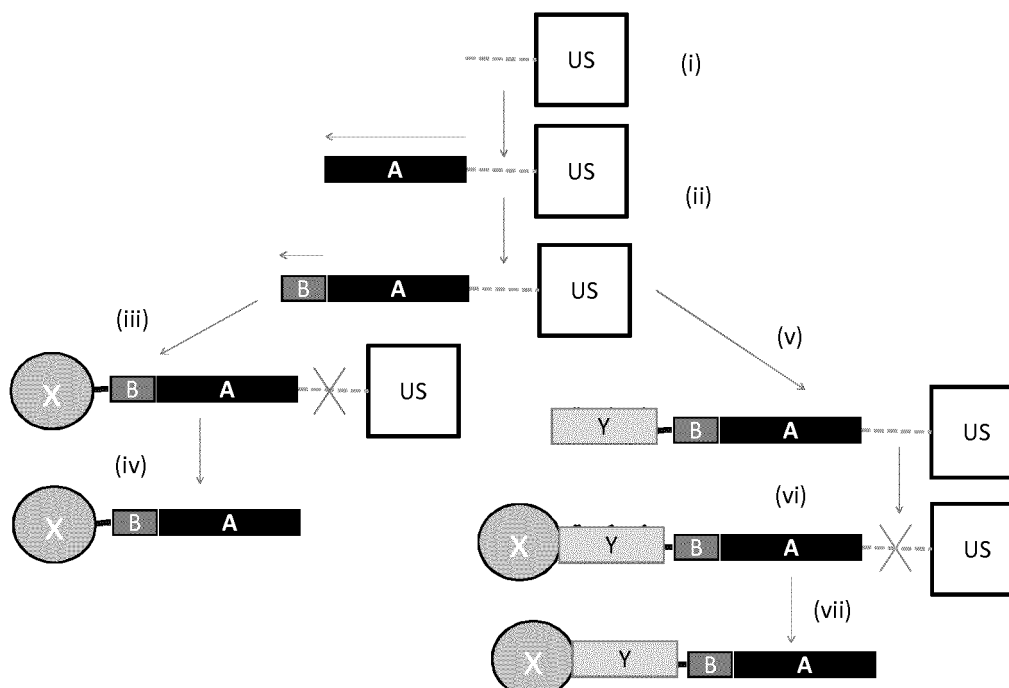 US (i)
A US
(ii)
B A US
(iii) (v)
X B A US
Y B A US
(iv) (vi)
X B A
X Y B A US
(vii)
X Y B A